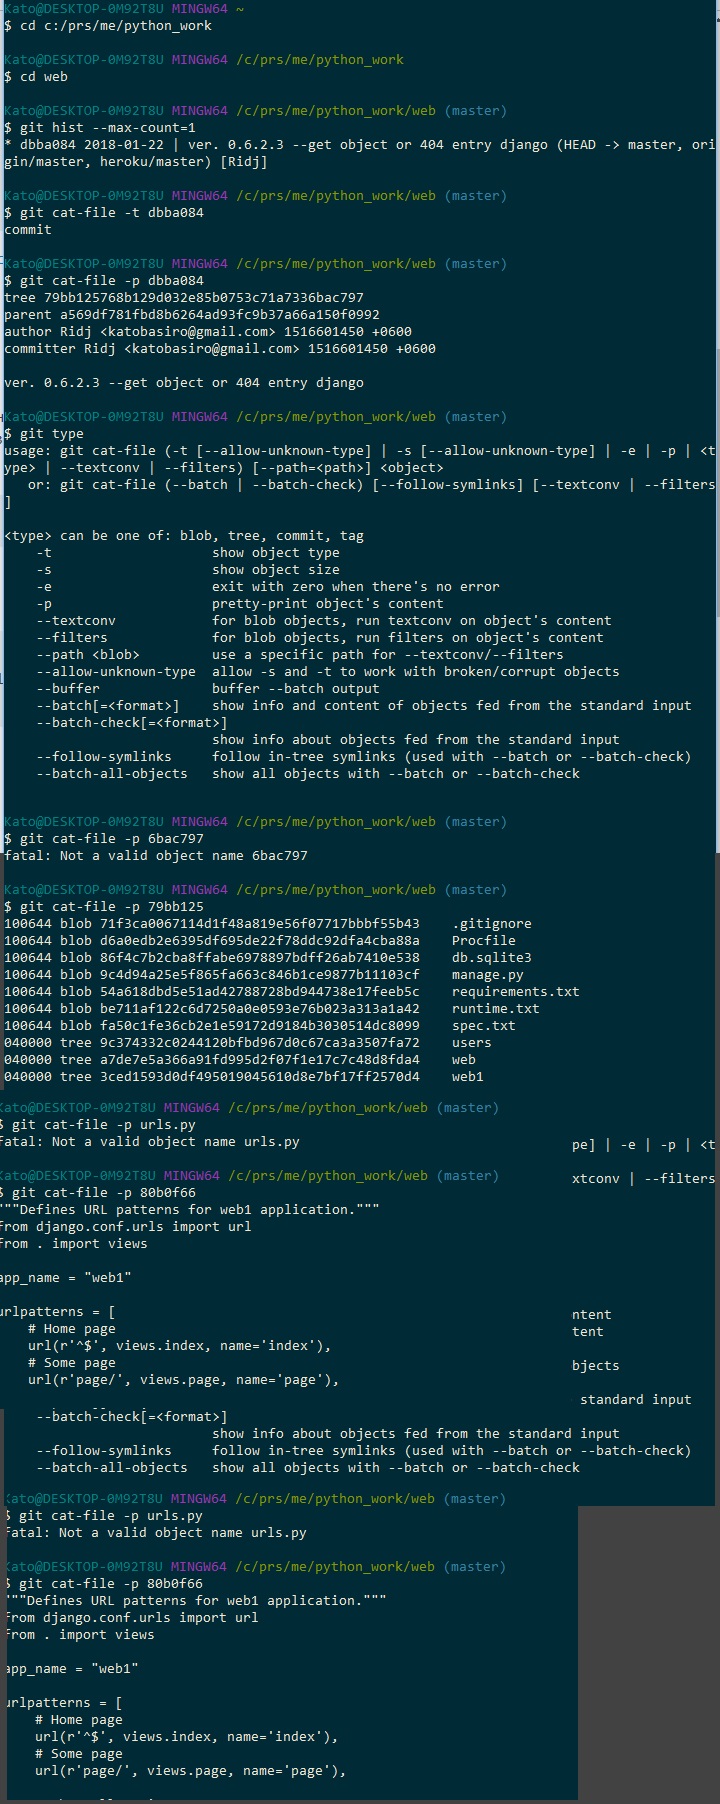 Kato@DESKTOP-0M92T8U MINGW64 ~
$ cd c:/prs/me/python_work
Kato@DESKTOP-0M92T8U MINGW64 /c/prs/me/python_work
$ cd web
Kato@DESKTOP-0M92T8U MINGW64 /c/prs/me/python_work/web (master)
$ git hist --max-count=1
* dbba084 2018-01-22 | ver. 0.6.2.3 --get object or 404 entry django (HEAD -> master, ori
gin/master, heroku/master) [Ridj]
Kato@DESKTOP-0M92T8U MINGW64 /c/prs/me/python_work/web (master)
$ git cat-file -t dbba084
commit
Kato@DESKTOP-0M92T8U MINGW64 /c/prs/me/python_work/web (master)
$ git cat-file -p dbba084
tree 79bb125768b129d032e85b0753c71a7336bac797
parent a569df781fbd8b6264ad93fc9b37a66a150f0992
author Ridj <katobasiro@gmail.com> 1516601450 +0600
committer Ridj <katobasiro@gmail.com> 1516601450 +0600
ver. 0.6.2.3 --get object or 404 entry django
Kato@DESKTOP-0M92T8U MINGW64 /c/prs/me/python_work/web (master)
$ git type
usage: git cat-file (-t [--allow-unknown-type] | -s [--allow-unknown-type] | -e | -p | <t
ype> | --textconv | --filters) [--path=<path>] <object>
or: git cat-file (--batch | --batch-check) [--follow-symlinks] [--textconv | --filters
]
<type> can be one of: blob, tree, commit, tag
-t show object type
-s show object size
-e exit with zero when there's no error
-p pretty-print object's content
--textconv for blob objects, run textconv on object's content
--filters for blob objects, run filters on object's content
--path <blob> use a specific path for --textconv/--filters
--allow-unknown-type allow -s and -t to work with broken/corrupt objects
--buffer buffer --batch output
--batch[=<format>] show info and content of objects fed from the standard input
--batch-check[=<format>]
show info about objects fed from the standard input
--follow-symlinks follow in-tree symlinks (used with --batch or --batch-check)
--batch-all-objects show all objects with --batch or --batch-check
Kato@DESKTOP-0M92T8U MINGW64 /c/prs/me/python_work/web (master)
$ git cat-file -p 6bac797
fatal: Not a valid object name 6bac797
Kato@DESKTOP-0M92T8U MINGW64 /c/prs/me/python_work/web (master)
$ git cat-file -p 79bb125
100644 blob 71f3ca0067114d1f48a819e56f07717bbbf55b43 .gitignore
100644 blob d6a0edb2e6395df695de22f78ddc92dfa4cba88a Procfile
100644 blob 86f4c7b2cba8ffabe6978897bdff26ab7410e538 db.sqlite3
100644 blob 9c4d94a25e5f865fa663c846b1ce9877b11103cf manage.py
100644 blob 54a618dbd5e51ad42788728bd944738e17feeb5c requirements.txt
100644 blob be711af122c6d7250a0e0593e76b023a313a1a42 runtime.txt
100644 blob fa50c1fe36cb2e1e59172d9184b3030514dc8099 spec.txt
040000 tree 9c374332c0244120bfbd967d0c67ca3a3507fa72 users
040000 tree a7de7e5a366a91fd995d2f07f1e17c7c48d8fda4 web
040000 tree 3ced1593d0df495019045610d8e7bf17ff2570d4 web1
Kato@DESKTOP-0M92T8U MINGW64 /c/prs/me/python_work/web (master)
$ git cat-file -p urls.py
fatal: Not a valid object name urls.py
pe] | -e | -p | <t
Kato@DESKTOP-0M92T8U MINGW64 /c/prs/me/python_work/web (master)
xtconv | --filters
$ git cat-file -p 80b0f66
"""Defines URL patterns for web1 application."""
from django.conf.urls import url
from . import views
app_name = "web1"
urlpatterns = [
ntent
# Home page
tent
url(r'^$', views.index, name='index'),
# Some page
bjects
url(r'page/', views.page, name='page'),
standard input
--batch-check[=<format>]
show info about objects fed from the standard input
--follow-symlinks follow in-tree symlinks (used with --batch or --batch-check)
--batch-all-objects show all objects with --batch or --batch-check
Kato@DESKTOP-0M92T8U MINGW64 /c/prs/me/python_work/web (master)
$ git cat-file -p urls.py
fatal: Not a valid object name urls.py
Kato@DESKTOP-0M92T8U MINGW64 /c/prs/me/python_work/web (master)
$ git cat-file -p 80b0f66
"""Defines URL patterns for web1 application."""
from django.conf.urls import url
from . import views
app_name = "web1"
urlpatterns = [
# Home page
url(r'^$', views.index, name='index'),
# Some page
url(r'page/', views.page, name='page'),